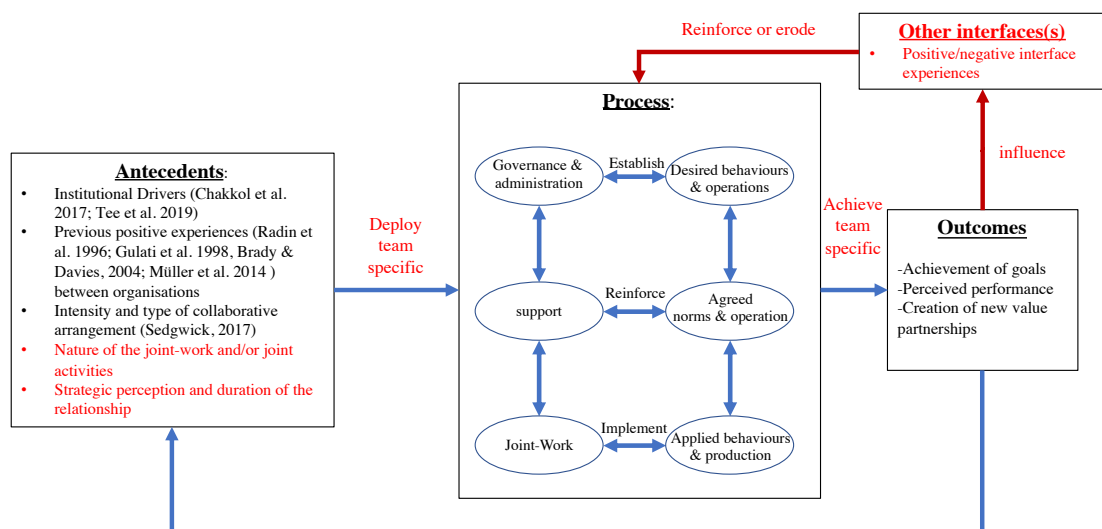 Reinforce or erode
Other interfaces(s)
• Positive/negative interface
experiences
influence
Antecedents:
• Institutional Drivers (Chakkol et al.
2017; Tee et al. 2019)
• Previous positive experiences (Radin
et al. 1996; Gulati et al. 1998, Brady &
Davies, 2004; Müller et al. 2014 )
between organisations
• Intensity and type of collaborative
arrangement (Sedgwick, 2017)
• Nature of the joint-work and/or joint
activities
• Strategic perception and duration of the
relationship
Deploy
team
specific
Process:
Governance &
administration
Establish
Desired behaviours
& operations
support
Reinforce
Agreed
norms & operation
Joint-Work
Implement
Applied behaviours
& production
Achieve
team
specific
Outcomes
-Achievement of goals
-Perceived performance
-Creation of new value
partnerships